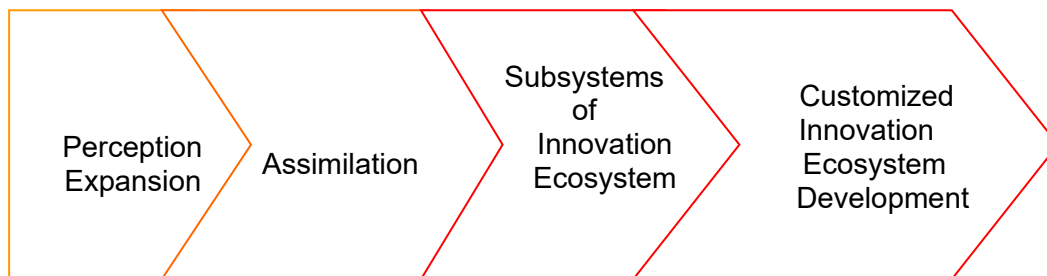 Perception
Expansion
Assimilation
Subsystems
of
Innovation
Ecosystem
Customized
Innovation
Ecosystem
Development